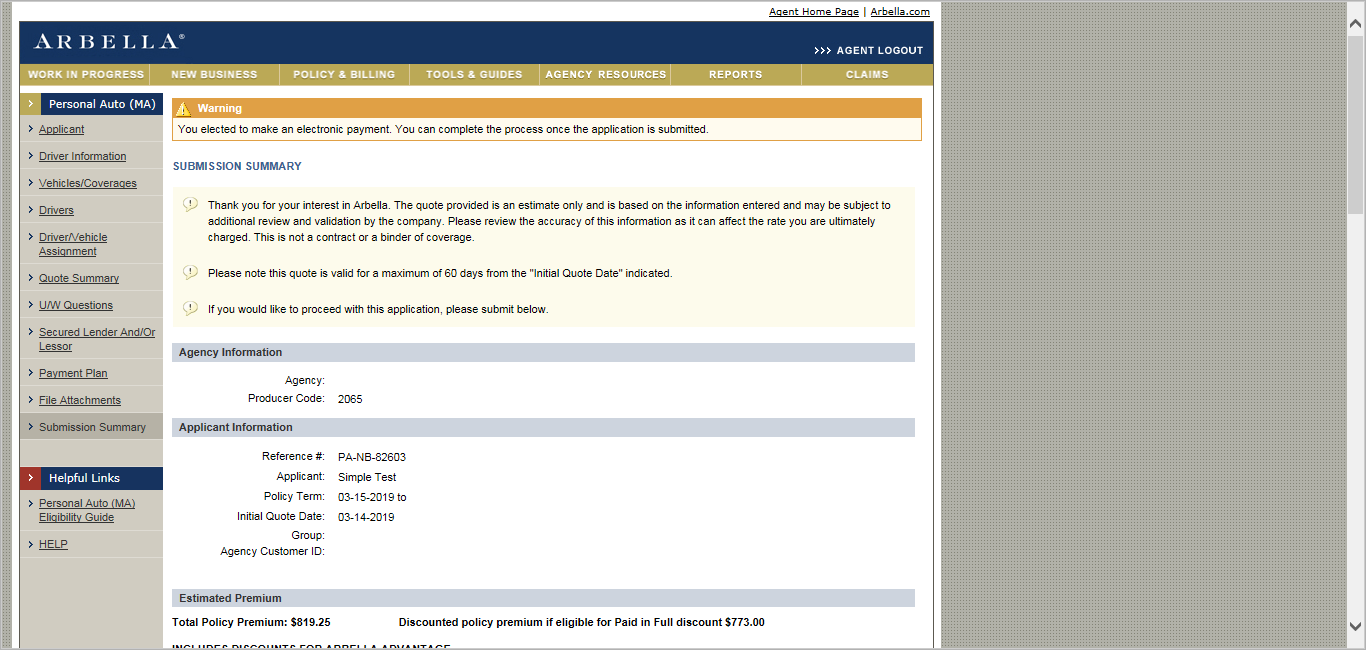 Agent Home Page | Arbella.com
ARBELLA®
>>> AGENT LOGOUT
WORK IN PROGRESS NEW BUSINESS POLICY & BILLING TOOLS & GUIDES AGENCY RESOURCES REPORTS CLAIMS
Personal Auto (MA)
Applicant
Driver Information
Vehicles/Coverages
Drivers
Driver/Vehicle
Assignment
Quote Summary
U/W Questions
Secured Lender And/Or
Lessor
Payment Plan
File Attachments
Submission Summary
Helpful Links
Personal Auto (MA)
Eligibility Guide
HELP
Warning
You elected to make an electronic payment. You can complete the process once the application is submitted.
SUBMISSION SUMMARY
Thank you for your interest in Arbella. The quote provided is an estimate only and is based on the information entered and may be subject to
additional review and validation by the company. Please review the accuracy of this information as it can affect the rate you are ultimately
charged. This is not a contract or a binder of coverage.
Please note this quote is valid for a maximum of 60 days from the "Initial Quote Date" indicated.
If you would like to proceed with this application, please submit below.
Agency Information
Agency:
Producer Code: 2065
Applicant Information
Reference #: PA-NB-82603
Applicant: Simple Test
Policy Term: 03-15-2019 to
Initial Quote Date: 03-14-2019
Group:
Agency Customer ID:
Estimated Premium
Total Policy Premium: $819.25 Discounted policy premium if eligible for Paid in Full discount $773.00
INCLUDES DISCOUNTS FOR ARBELLA ADVANTAGE